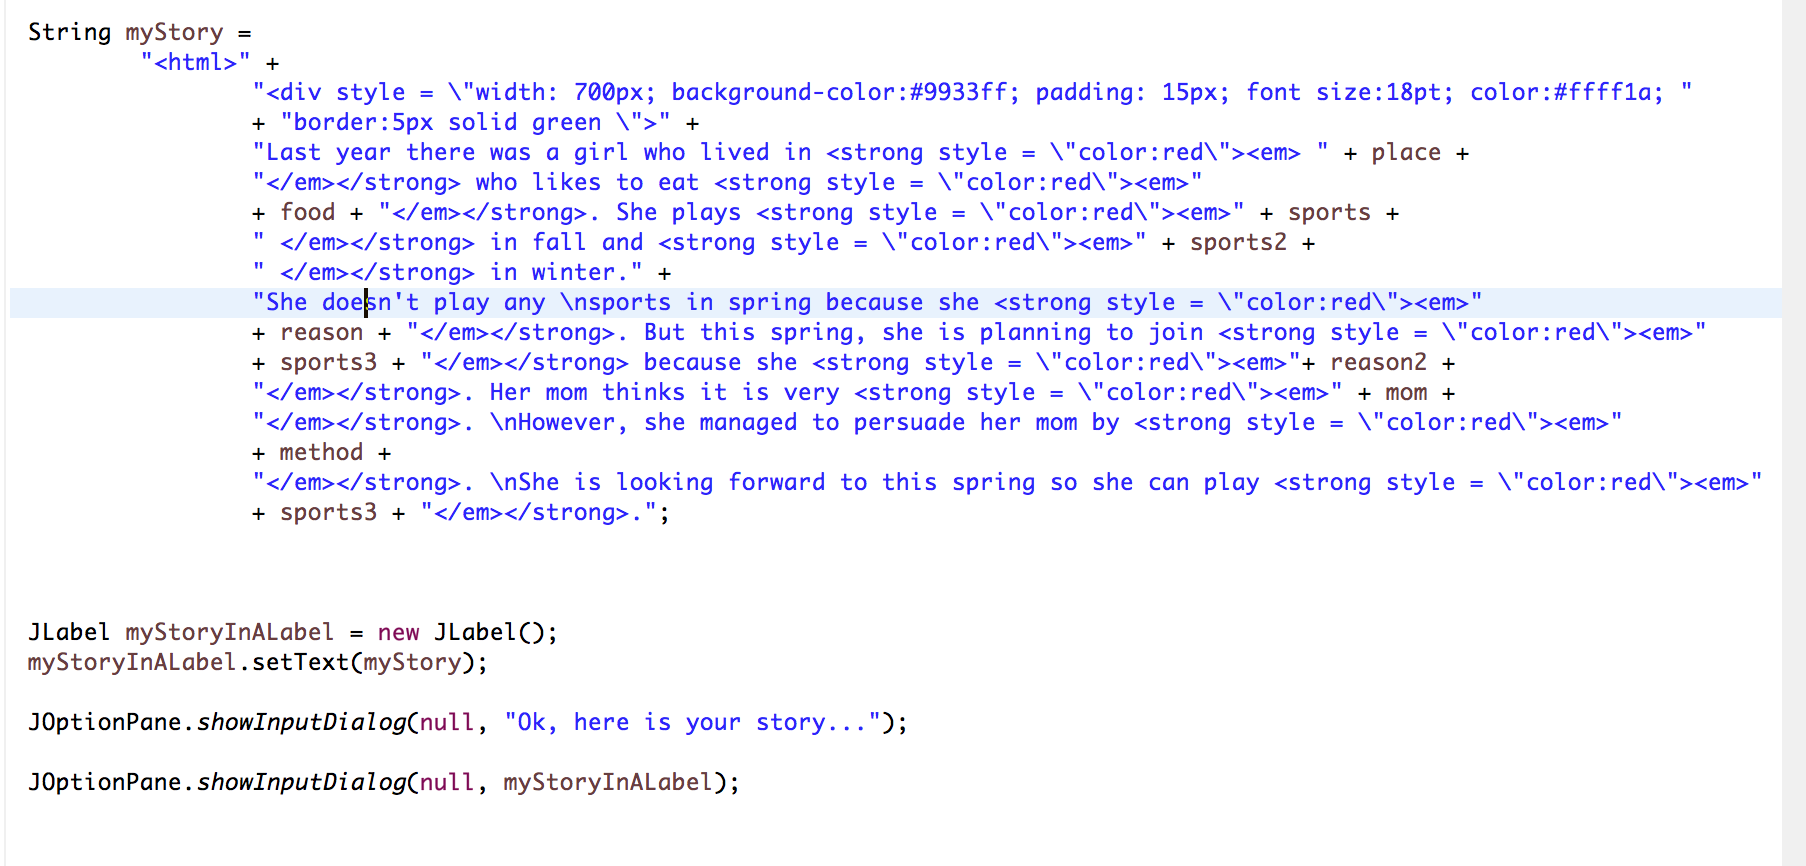 String myStory =
"<html>" +
"<div style = \"width: 700px; background-color:#9933ff; padding: 15px; font size:18pt; color:#ffff1a; "
+ "border:5px solid green \">" +
"Last year there was a girl who lived in <strong style = \"color:red\"><em> " + place +
"</em></strong> who likes to eat <strong style = \"color:red\"><em>"
+ food + "</em></strong>. She plays <strong style = \"color:red\"><em>" + sports +
" </em></strong> in fall and <strong style = \"color:red\"><em>" + sports2 +
" </em></strong> in winter." +
"She doesn't play any \nsports in spring because she <strong style = \"color:red\"><em>"
+ reason + "</em></strong>. But this spring, she is planning to join <strong style = \"color:red\"><em>"
+ sports3 + "</em></strong> because she <strong style = \"color:red\"><em>"+ reason2 +
"</em></strong>. Her mom thinks it is very <strong style = \"color:red\"><em>" + mom +
"</em></strong>. \nHowever, she managed to persuade her mom by <strong style = \"color:red\"><em>"
+ method +
"</em></strong>. \nShe is looking forward to this spring so she can play <strong style = \"color:red\"><em>"
+ sports3 + "</em></strong>.";
JLabel myStoryInALabel = new JLabel();
myStoryInALabel.setText(myStory);
JOptionPane.showInputDialog(null, "Ok, here is your story...");
JOptionPane.showInputDialog(null, myStoryInALabel);